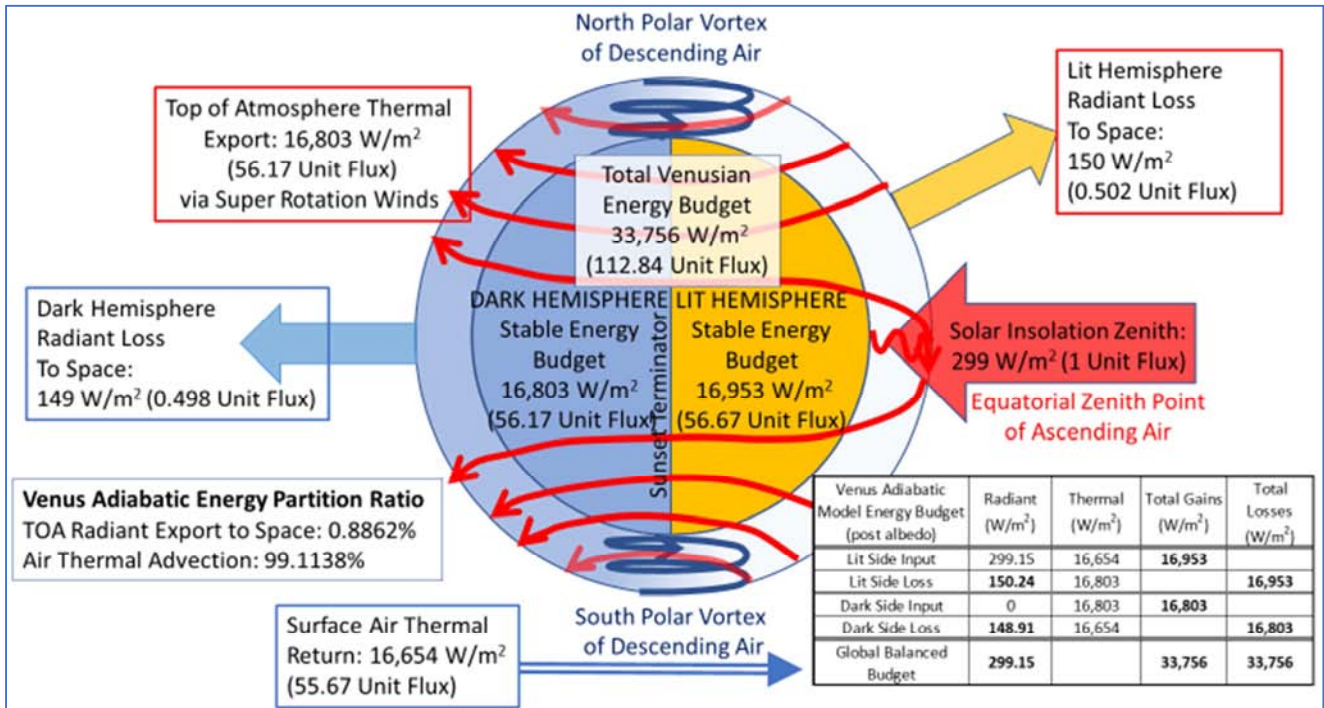 North Polar Vortex
of Descending Air
Top of Atmosphere Thermal
Export: 16,803 W/m²
(56.17 Unit Flux)
via Super Rotation Winds
Lit Hemisphere
Radiant Loss
To Space:
150 W/m²
(0.502 Unit Flux)
Total Venusian
Energy Budget
33,756 W/m²
(112.84 Unit Flux)
Dark Hemisphere
Radiant Loss
To Space:
149 W/m² (0.498 Unit Flux)
DARK HEMISPHERE
Stable Energy
Budget
16,803 W/m²
(56.17 Unit Flux)
Sunset Terminator
LIT HEMISPHERE
Stable Energy
Budget
16,953 W/m²
(56.67 Unit Flux)
Solar Insolation Zenith:
299 W/m² (1 Unit Flux)
Equatorial Zenith Point
of Ascending Air
Venus Adiabatic Energy Partition Ratio
TOA Radiant Export to Space: 0.8862%
Air Thermal Advection: 99.1138%
South Polar Vortex
of Descending Air
Surface Air Thermal
Return: 16,654 W/m²
(55.67 Unit Flux)
Venus Adiabatic
Model Energy Budget
(post albedo)
Radiant
(W/m²)
Thermal
(W/m²)
Total Gains
(W/m²)
Total
Losses
(W/m²)
Lit Side Input 299.15 16,654 16,953
Lit Side Loss 150.24 16,803 16,953
Dark Side Input 0 16,803 16,803
Dark Side Loss 148.91 16,654 16,803
Global Balanced
Budget
299.15 33,756 33,756